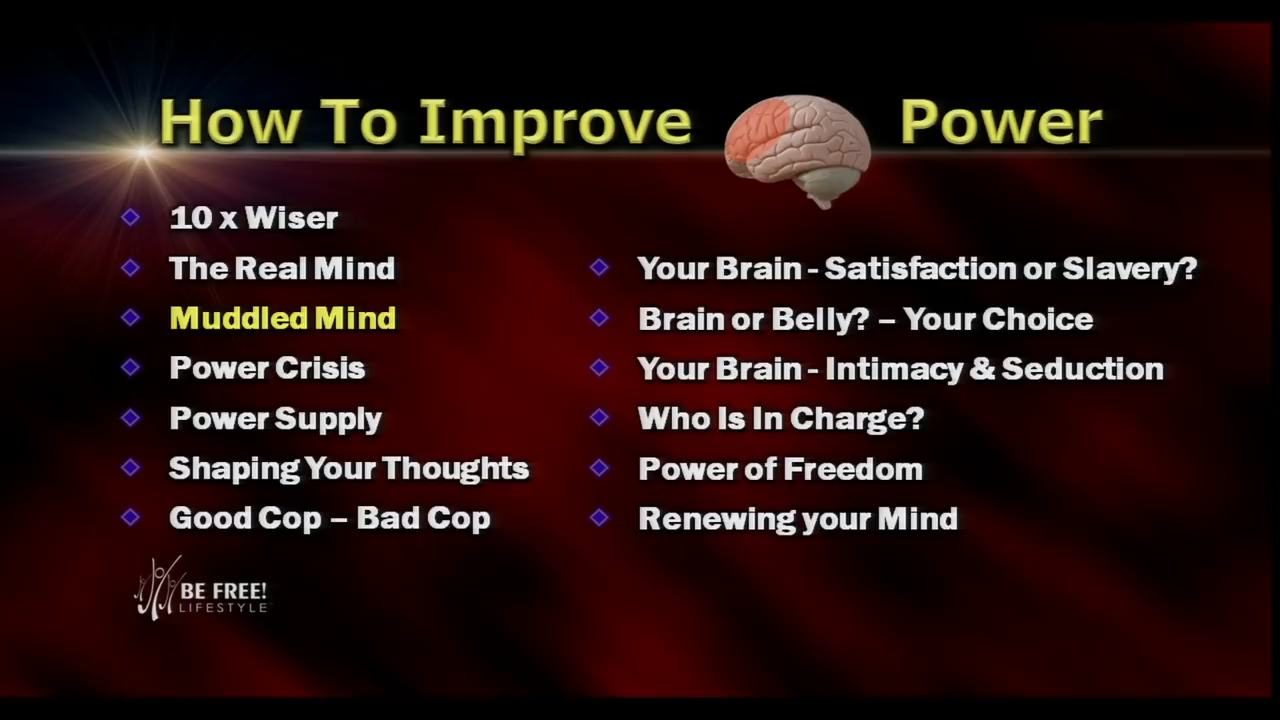 How To Improve Power
10 x Wiser
The Real Mind
Muddled Mind
Power Crisis
Power Supply
Shaping Your Thoughts
Good Cop – Bad Cop
Your Brain - Satisfaction or Slavery?
Brain or Belly? – Your Choice
Your Brain - Intimacy & Seduction
Who Is In Charge?
Power of Freedom
Renewing your Mind
BE FREE!
LIFESTYLE